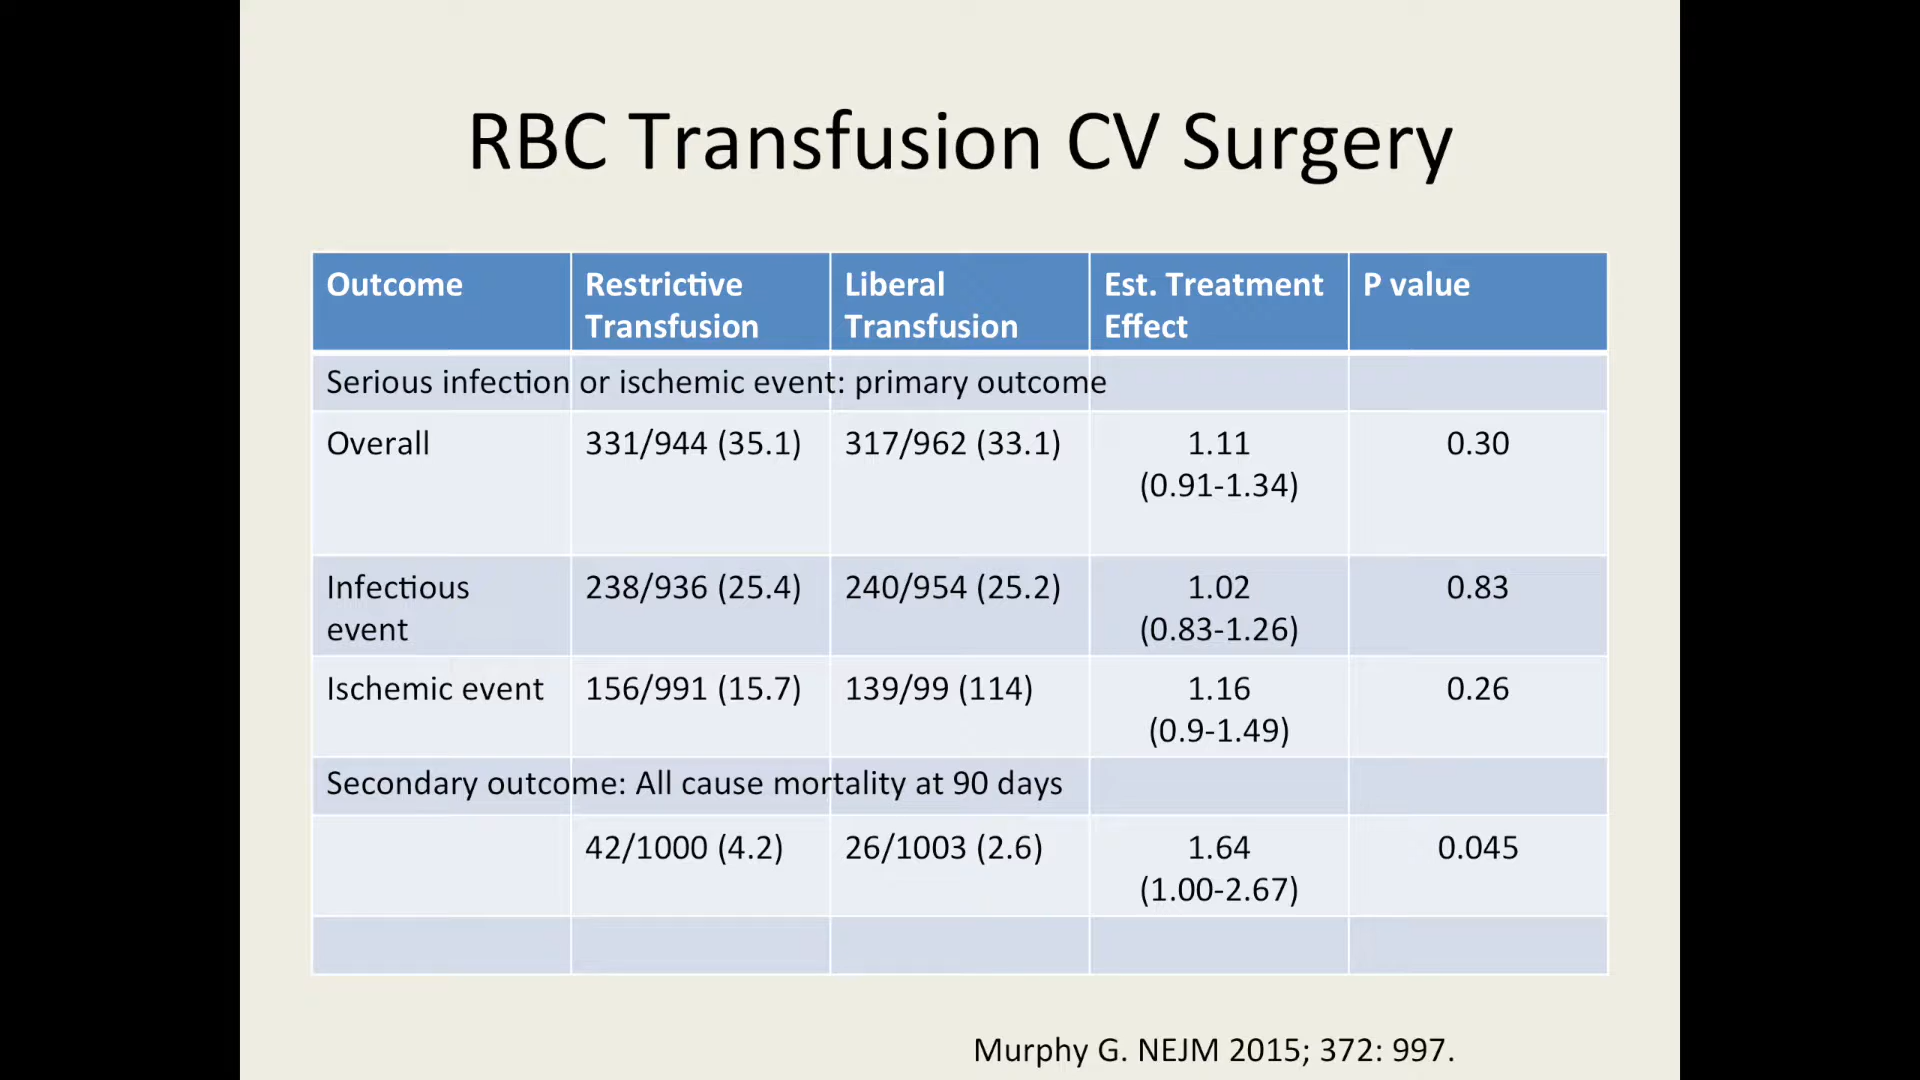 RBC Transfusion CV Surgery
Outcome Restrictive Transfusion Liberal Transfusion Est. Treatment Effect P value
Serious infection or ischemic event: primary outcome
Overall 331/944 (35.1) 317/962 (33.1) 1.11 (0.91-1.34) 0.30
Infectious event 238/936 (25.4) 240/954 (25.2) 1.02 (0.83-1.26) 0.83
Ischemic event 156/991 (15.7) 139/99 (114) 1.16 (0.9-1.49) 0.26
Secondary outcome: All cause mortality at 90 days
42/1000 (4.2) 26/1003 (2.6) 1.64 (1.00-2.67) 0.045
Murphy G. NEJM 2015; 372: 997.